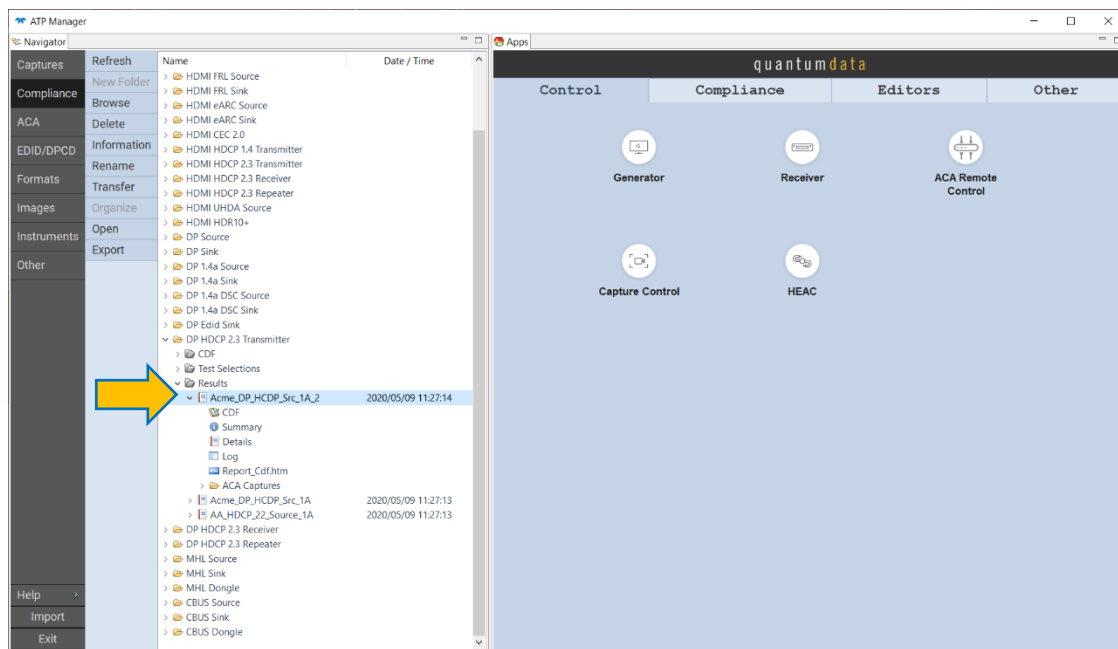 ATP Manager
Navigator
Captures
Compliance
ACA
EDID/DPCD
Formats
Images
Instruments
Other
Help
Import
Exit
Refresh
New Folder
Browse
Delete
Information
Rename
Transfer
Organize
Open
Export
Name Date / Time
HDMI FRL Source
HDMI FRL Sink
HDMI eARC Source
HDMI eARC Sink
HDMI CEC 2.0
HDMI HDCP 1.4 Transmitter
HDMI HDCP 2.3 Transmitter
HDMI HDCP 2.3 Receiver
HDMI HDCP 2.3 Repeater
HDMI UHDA Source
HDMI HDR10+
DP Source
DP Sink
DP 1.4a Source
DP 1.4a Sink
DP 1.4a DSC Source
DP 1.4a DSC Sink
DP Edid Sink
DP HDCP 2.3 Transmitter
CDF
Test Selections
Results
Acme_DP_HCDP_Src_1A_2 2020/05/09 11:27:14
CDF
Summary
Details
Log
Report_Cdf.htm
ACA Captures
Acme_DP_HCDP_Src_1A 2020/05/09 11:27:13
AA_HDCP_22_Source_1A 2020/05/09 11:27:13
DP HDCP 2.3 Receiver
DP HDCP 2.3 Repeater
MHL Source
MHL Sink
MHL Dongle
CBUS Source
CBUS Sink
CBUS Dongle
Apps
quantumdata
Control Compliance Editors Other
Generator
Receiver
ACA Remote
Control
Capture Control
HEAC